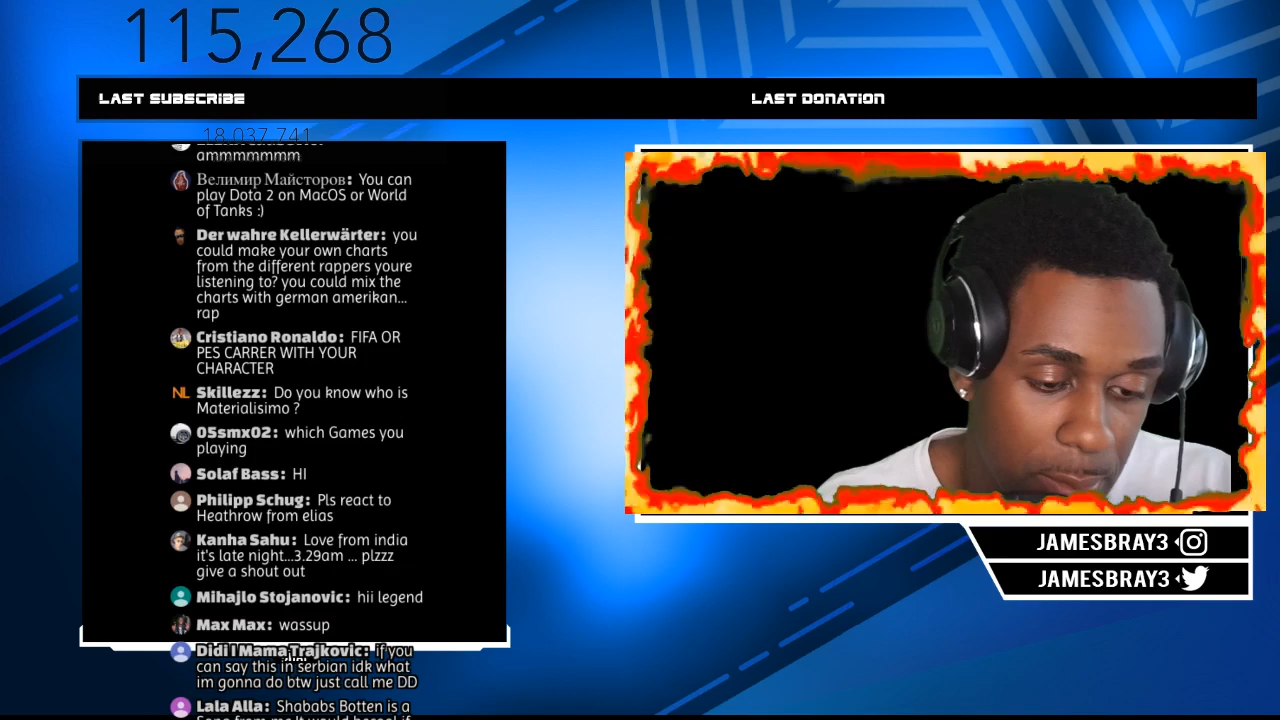 115,268
LAST SUBSCRIBE
LAST DONATION
18,037,741
ammmmmmm
Велимир Майсторов: You can
play Dota 2 on MacOS or World
of Tanks :)
Der wahre Kellerwärter: you
could make your own charts
from the different rappers youre
listening to? you could mix the
charts with german amerikan...
rap
Cristiano Ronaldo: FIFA OR
PES CARRER WITH YOUR
CHARACTER
NL Skillezz: Do you know who is
Materialisimo ?
05smx02: which Games you
playing
Solaf Bass: HI
Philipp Schug: Pls react to
Heathrow from elias
Kanha Sahu: Love from india
it's late night...3.29am ... plzzz
give a shout out
Mihajlo Stojanovic: hii legend
Max Max: wassup
Didi I Mama Trajkovic: if you
can say this in serbian idk what
im gonna do btw just call me DD
Lala Alla: Shababs Botten is a
JAMESBRAY3
JAMESBRAY3